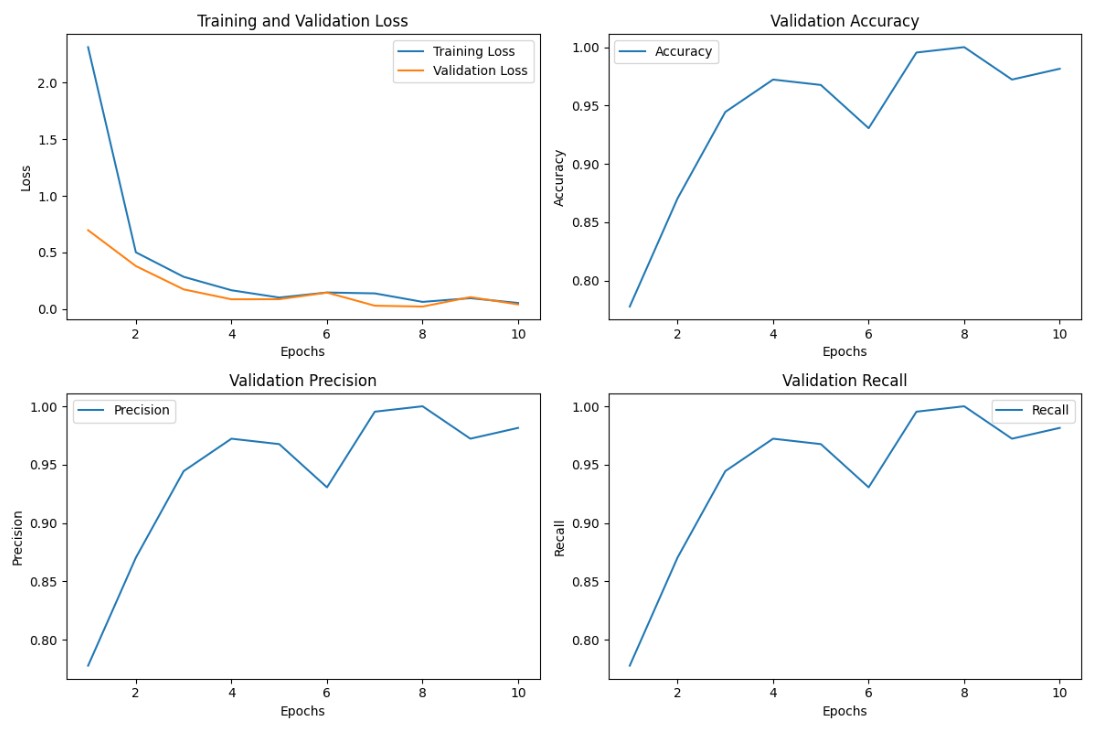 Training and Validation Loss
Training Loss
Validation Loss
Loss
2.0
1.5
1.0
0.5
0.0
2 4 6 8 10
Epochs
Validation Accuracy
Accuracy
Accuracy
1.00
0.95
0.90
0.85
0.80
2 4 6 8 10
Epochs
Validation Precision
Precision
Precision
1.00
0.95
0.90
0.85
0.80
2 4 6 8 10
Epochs
Validation Recall
Recall
Recall
1.00
0.95
0.90
0.85
0.80
2 4 6 8 10
Epochs